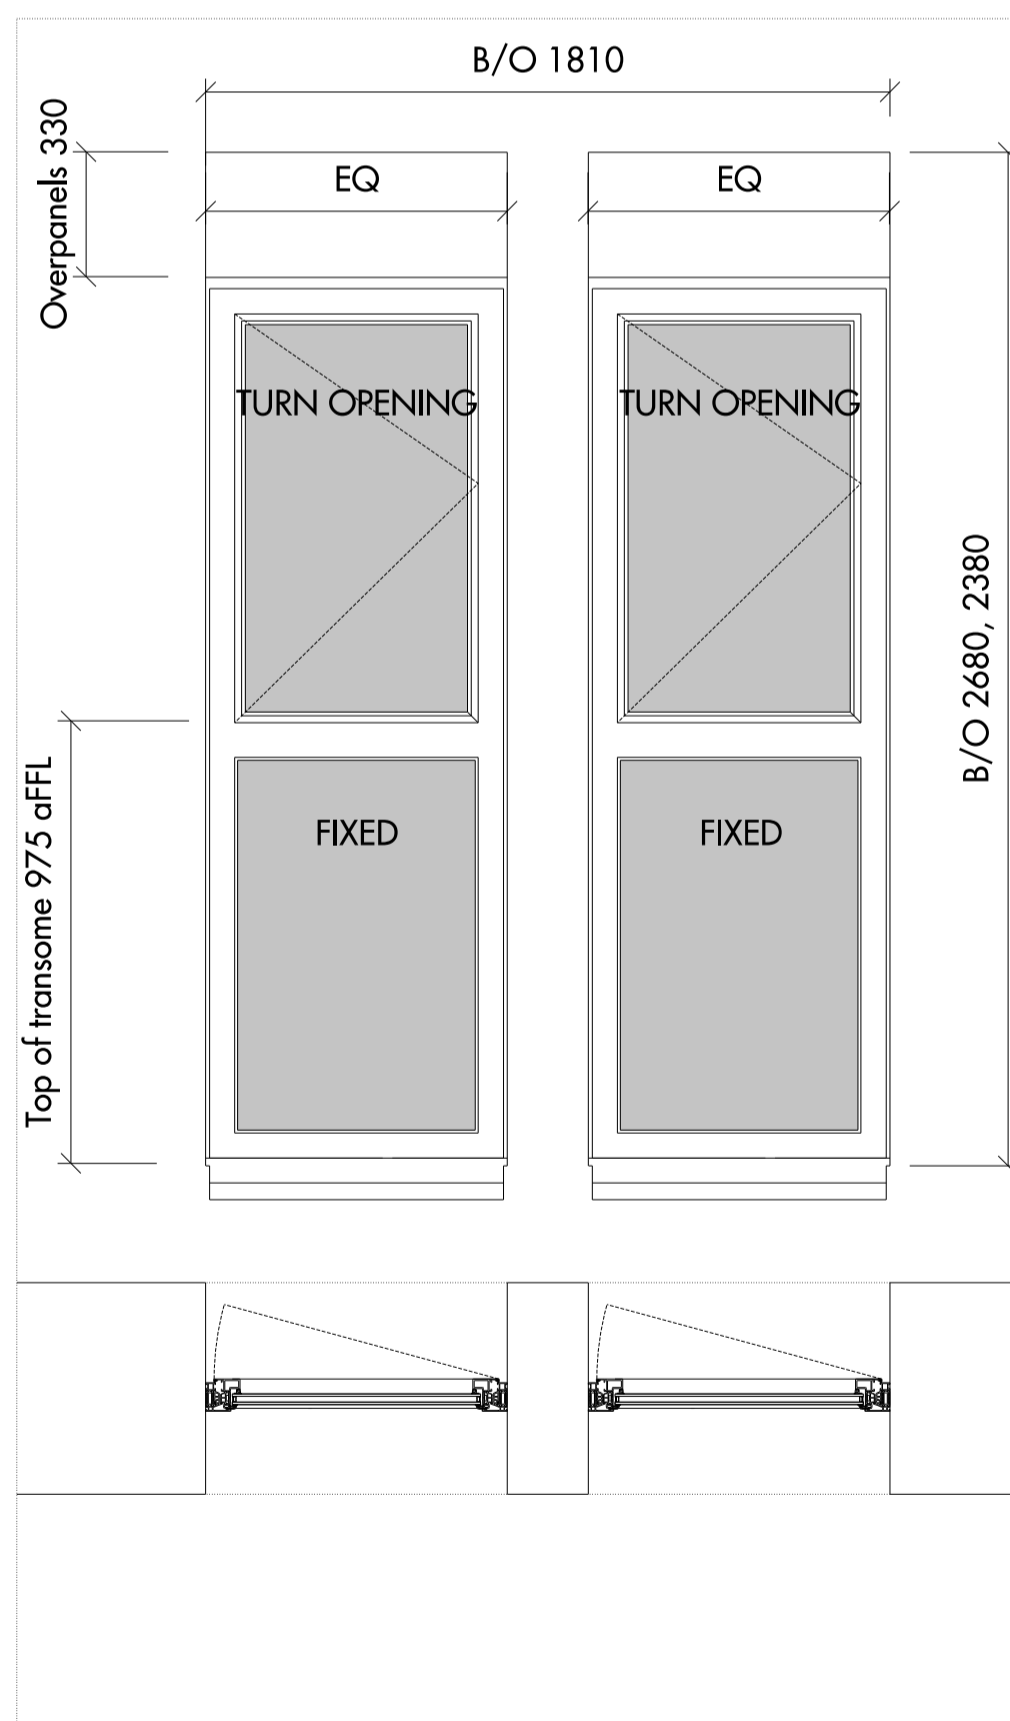 B/O 1810
Overpanels 330
EQ
EQ
TURN OPENING
TURN OPENING
B/O 2680, 2380
Top of transome 975 aFFL
FIXED
FIXED